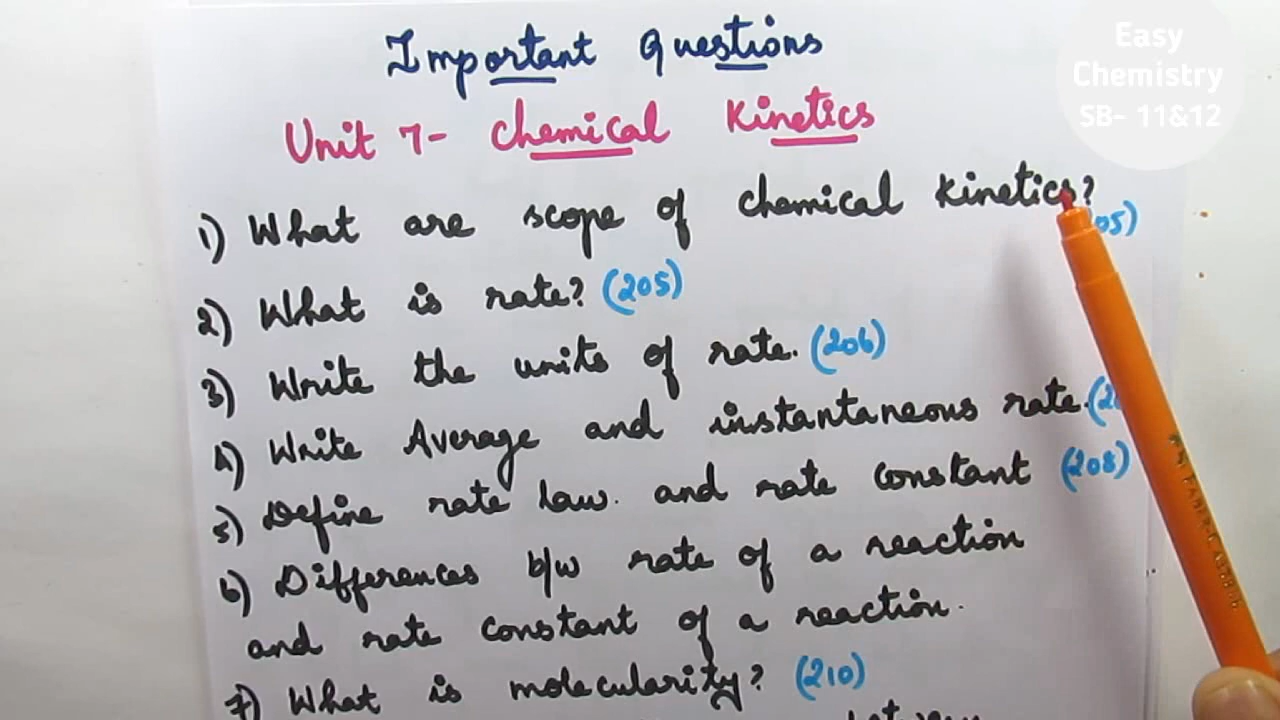 Easy
Chemistry
SB- 11&12
Important Questions
Unit 7- Chemical Kinetics
1) What are scope of chemical Kinetics?
05)
2) What is rate? (205)
3) Write the units of rate. (206)
4) Write Average and instantaneous rate. (2
5) Define rate law. and rate constant (208)
6) Differences b/w rate of a reaction
and rate constant of a reaction.
7) What is molecularity? (210)
between